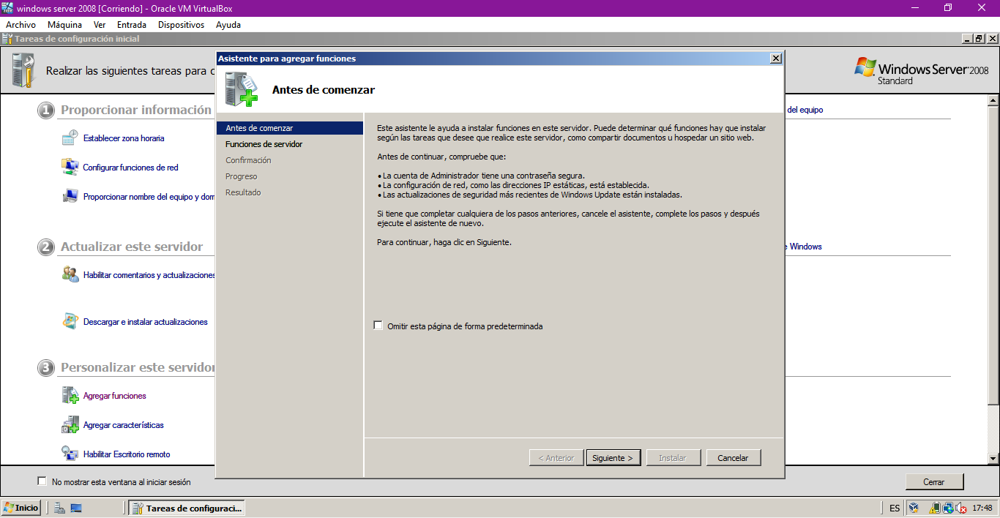 windows server 2008 [Corriendo] - Oracle VM VirtualBox
Archivo Máquina Ver Entrada Dispositivos Ayuda
Tareas de configuración inicial
Realizar las siguientes tareas para c
Windows Server 2008
Standard
1 Proporcionar información
del equipo
Establecer zona horaria
Configurar funciones de red
Proporcionar nombre del equipo y dom
2 Actualizar este servidor
e Windows
Habilitar comentarios y actualizaciones
Descargar e instalar actualizaciones
3 Personalizar este servidor
Agregar funciones
Agregar características
Habilitar Escritorio remoto
Asistente para agregar funciones
Antes de comenzar
Antes de comenzar
Funciones de servidor
Confirmación
Progreso
Resultado
Este asistente le ayuda a instalar funciones en este servidor. Puede determinar qué funciones hay que instalar
según las tareas que desee que realice este servidor, como compartir documentos u hospedar un sitio web.
Antes de continuar, compruebe que:
• La cuenta de Administrador tiene una contraseña segura.
• La configuración de red, como las direcciones IP estáticas, está establecida.
• Las actualizaciones de seguridad más recientes de Windows Update están instaladas.
Si tiene que completar cualquiera de los pasos anteriores, cancele el asistente, complete los pasos y después
ejecute el asistente de nuevo.
Para continuar, haga clic en Siguiente.
Omitir esta página de forma predeterminada
< Anterior Siguiente > Instalar Cancelar
No mostrar esta ventana al iniciar sesión
Cerrar
Inicio Tareas de configuraci... ES 17:48